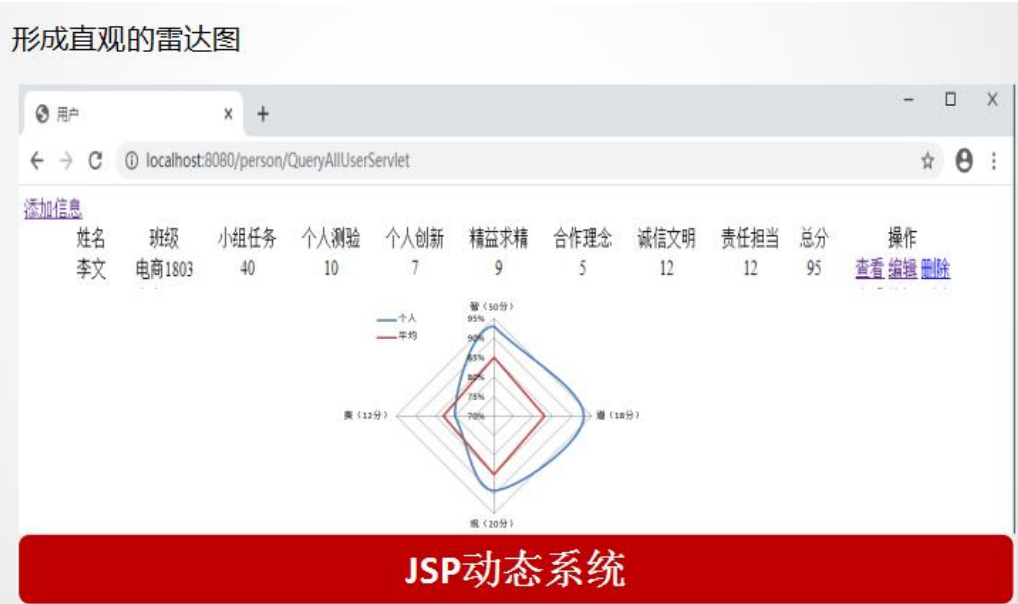 形成直观的雷达图
用户
localhost:8080/person/QueryAllUserServlet
添加信息
姓名 班级 小组任务 个人测验 个人创新 精益求精 合作理念 诚信文明 责任担当 总分 操作
李文 电商1803 40 10 7 9 5 12 12 95 查看 编辑 删除
智（50分）
个人
平均
95%
90%
85%
80%
75%
70%
（12分）
道（18分）
（20分）
JSP动态系统